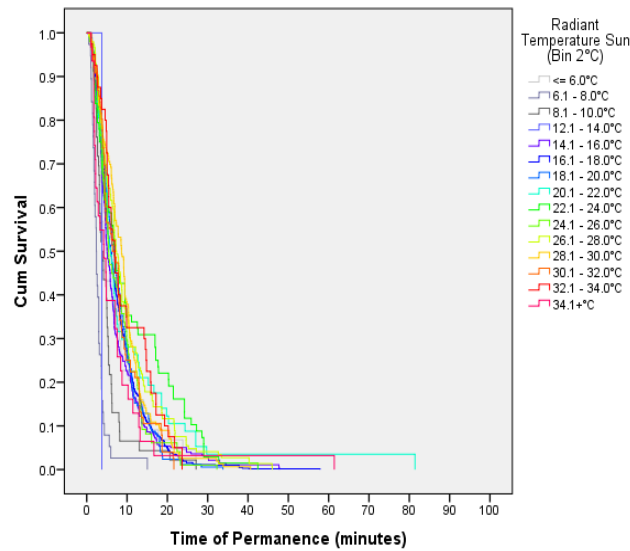 Radiant
Temperature Sun
(Bin 2°C)
<= 6.0°C
6.1 - 8.0°C
8.1 - 10.0°C
12.1 - 14.0°C
14.1 - 16.0°C
16.1 - 18.0°C
18.1 - 20.0°C
20.1 - 22.0°C
22.1 - 24.0°C
24.1 - 26.0°C
26.1 - 28.0°C
28.1 - 30.0°C
30.1 - 32.0°C
32.1 - 34.0°C
34.1+°C
Cum Survival
1.0
0.9
0.8
0.7
0.6
0.5
0.4
0.3
0.2
0.1
0.0
0 10 20 30 40 50 60 70 80 90 100
Time of Permanence (minutes)